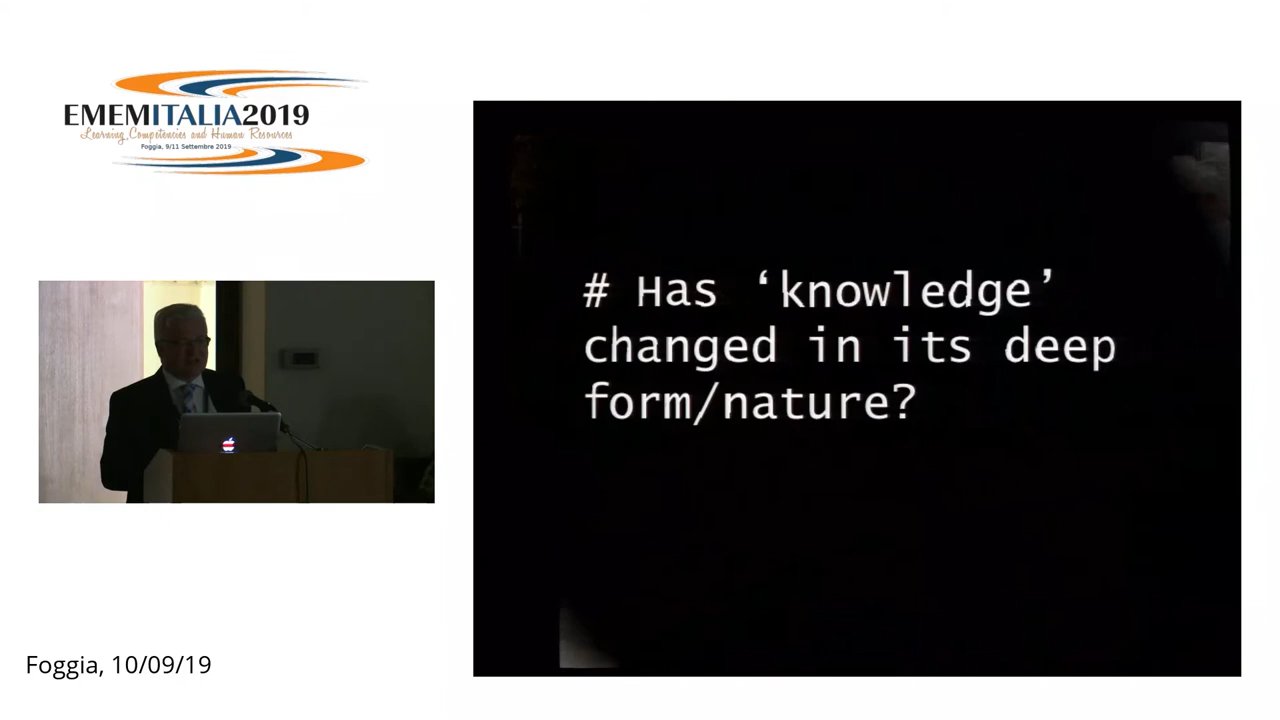 EMEMITALIA2019
Learning, Competencies and Human Resources
Foggia, 9/11 Settembre 2019
# Has ‘knowledge’
changed in its deep
form/nature?
Foggia, 10/09/19